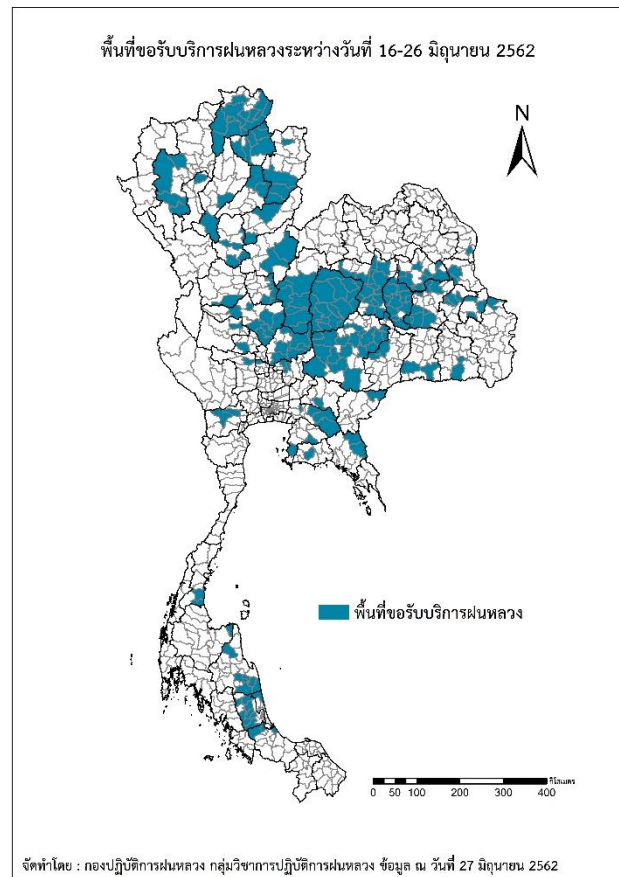 พื้นที่ขอรับบริการฝนหลวงระหว่างวันที่ 16-26 มิถุนายน 2562
N
พื้นที่ขอรับบริการฝนหลวง
กิโลเมตร
0 50 100 200 300 400
จัดทำโดย : กองปฏิบัติการฝนหลวง กลุ่มวิชาการปฏิบัติการฝนหลวง ข้อมูล ณ วันที่ 27 มิถุนายน 2562